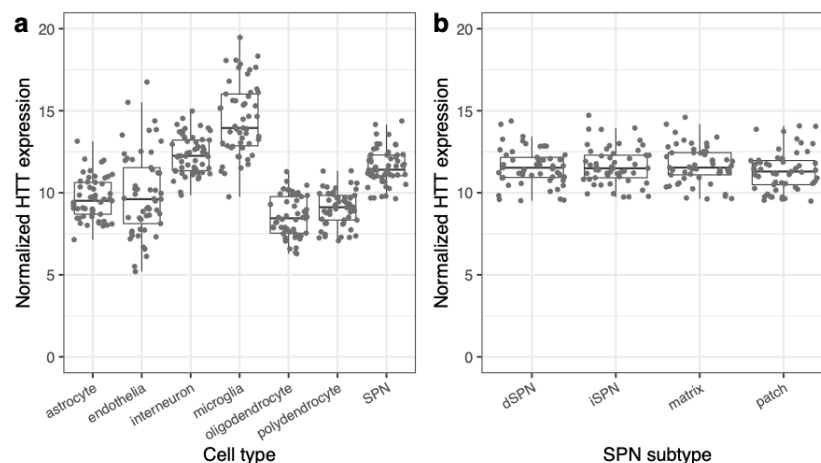 a
Normalized HTT expression
20
15
10
5
0
astrocyte
endothelia
interneuron
microglia
oligodendrocyte
polydendrocyte
SPN
Cell type
b
Normalized HTT expression
20
15
10
5
0
dSPN
iSPN
matrix
patch
SPN subtype